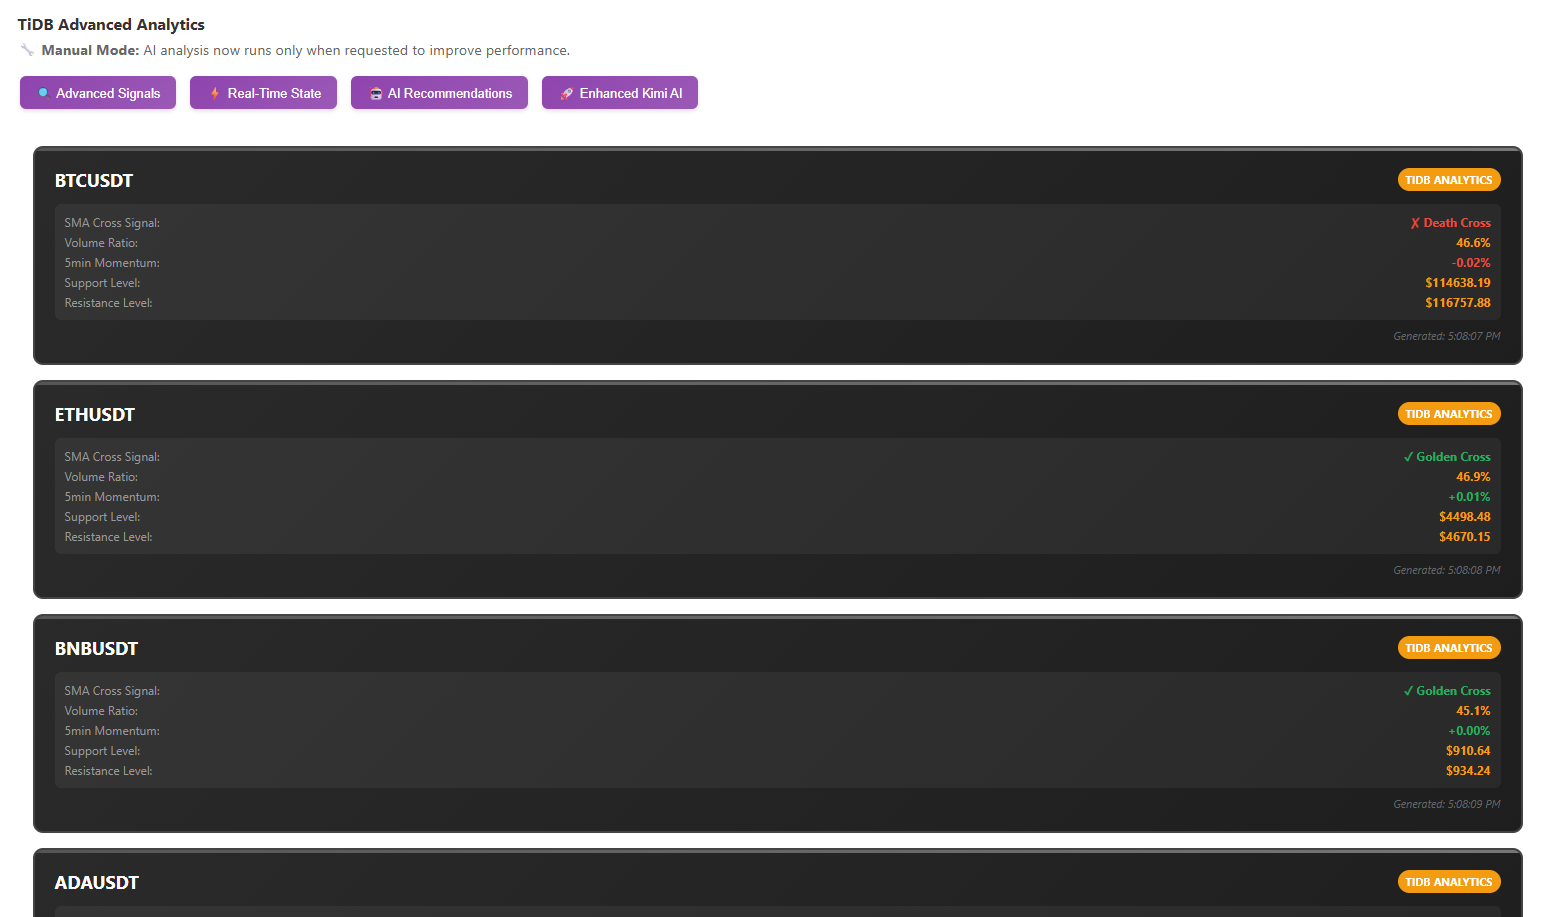 TiDB Advanced Analytics
🔧 Manual Mode: AI analysis now runs only when requested to improve performance.
🔍 Advanced Signals ⚡ Real-Time State 🤖 AI Recommendations 🚀 Enhanced Kimi AI
BTCUSDT TIDB ANALYTICS
SMA Cross Signal: ✗ Death Cross
Volume Ratio: 46.6%
5min Momentum: -0.02%
Support Level: $114638.19
Resistance Level: $116757.88
Generated: 5:08:07 PM
ETHUSDT TIDB ANALYTICS
SMA Cross Signal: ✓ Golden Cross
Volume Ratio: 46.9%
5min Momentum: +0.01%
Support Level: $4498.48
Resistance Level: $4670.15
Generated: 5:08:08 PM
BNBUSDT TIDB ANALYTICS
SMA Cross Signal: ✓ Golden Cross
Volume Ratio: 45.1%
5min Momentum: +0.00%
Support Level: $910.64
Resistance Level: $934.24
Generated: 5:08:09 PM
ADAUSDT TIDB ANALYTICS